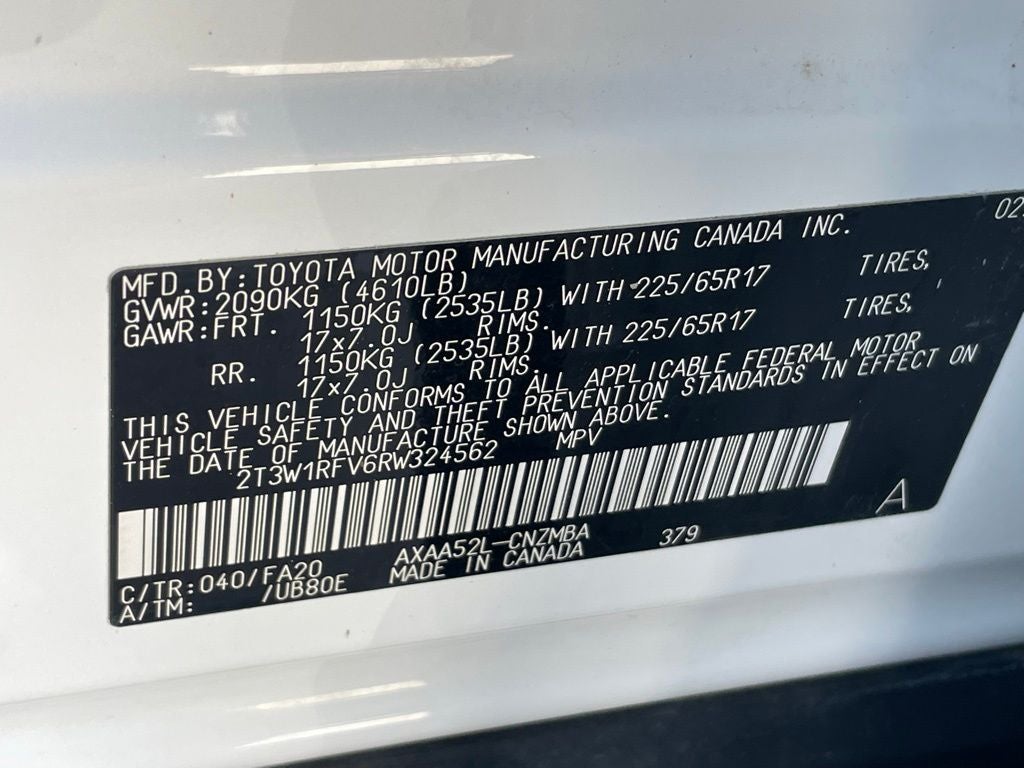 02
MFD.BY:TOYOTA MOTOR MANUFACTURING CANADA INC.
GVWR:2090KG (4610LB)
GAWR:FRT. 1150KG (2535LB) WITH 225/65R17 TIRES,
17x7.0J RIMS.
RR. 1150KG (2535LB) WITH 225/65R17 TIRES,
17x7.0J RIMS.
THIS VEHICLE CONFORMS TO ALL APPLICABLE FEDERAL MOTOR
VEHICLE SAFETY AND THEFT PREVENTION STANDARDS IN EFFECT ON
THE DATE OF MANUFACTURE SHOWN ABOVE.
2T3W1RFV6RW324562 MPV
A
C/TR:040/FA20 AXAA52L-CNZMBA 379
A/TM: /UB80E MADE IN CANADA